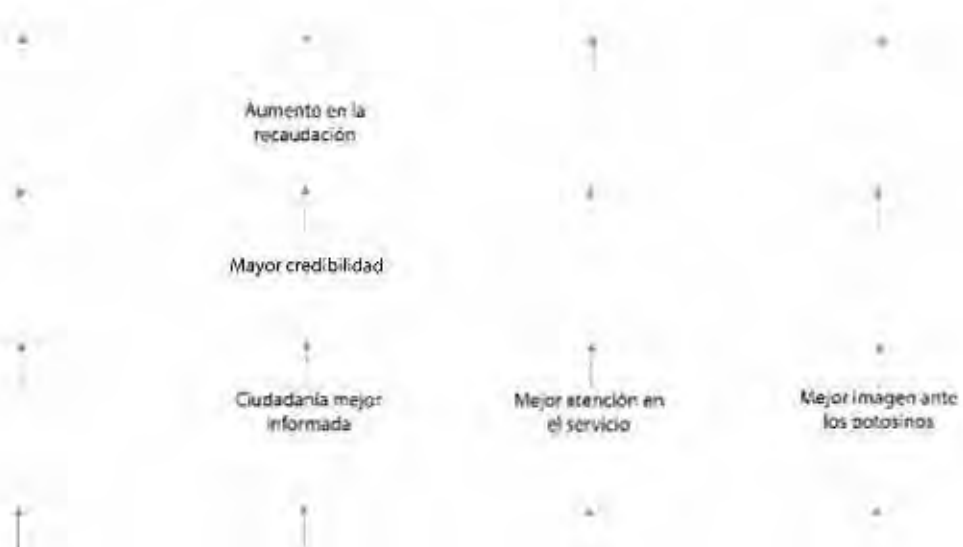 Aumento en la
recaudación
Mayor credibilidad
Ciudadanía mejor
informada
Mejor atención en
el servicio
Mejor imagen ante
los potosinos